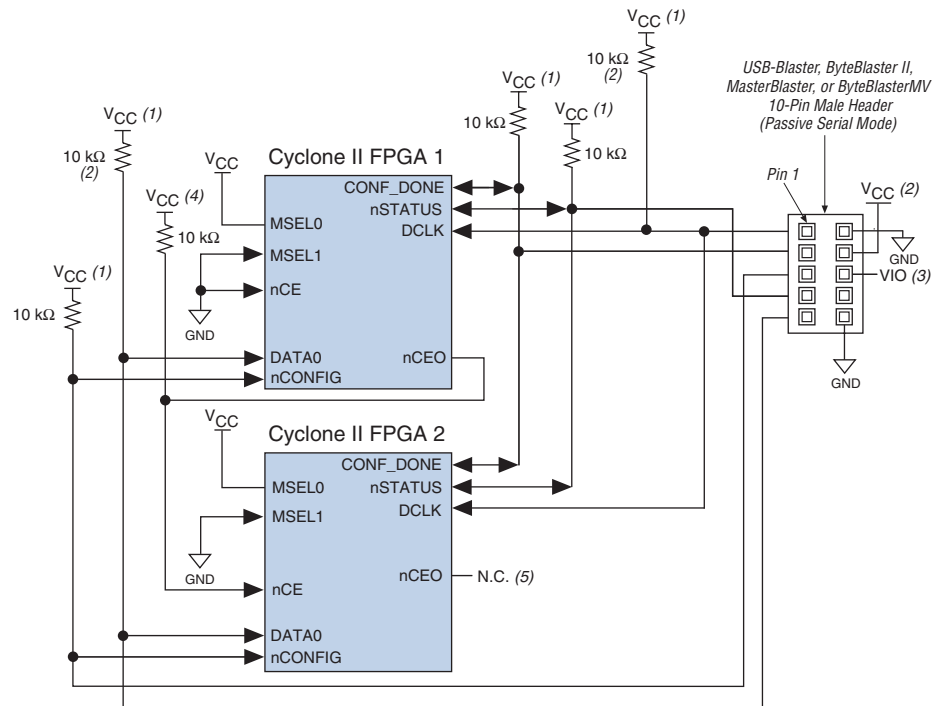 VCC (1)
10 kΩ
(2)
USB-Blaster, ByteBlaster II,
MasterBlaster, or ByteBlasterMV
10-Pin Male Header
(Passive Serial Mode)
VCC (1)
10 kΩ
VCC (1)
10 kΩ
VCC (1)
10 kΩ
(2)
VCC
Cyclone II FPGA 1
CONF_DONE
nSTATUS
DCLK
MSEL0
MSEL1
nCE
GND
DATA0
nCONFIG
nCEO
VCC (4)
10 kΩ
VCC (1)
10 kΩ
Pin 1
VCC (2)
GND
VIO (3)
GND
VCC
Cyclone II FPGA 2
CONF_DONE
nSTATUS
DCLK
MSEL0
MSEL1
GND
nCE
nCEO
N.C. (5)
DATA0
nCONFIG